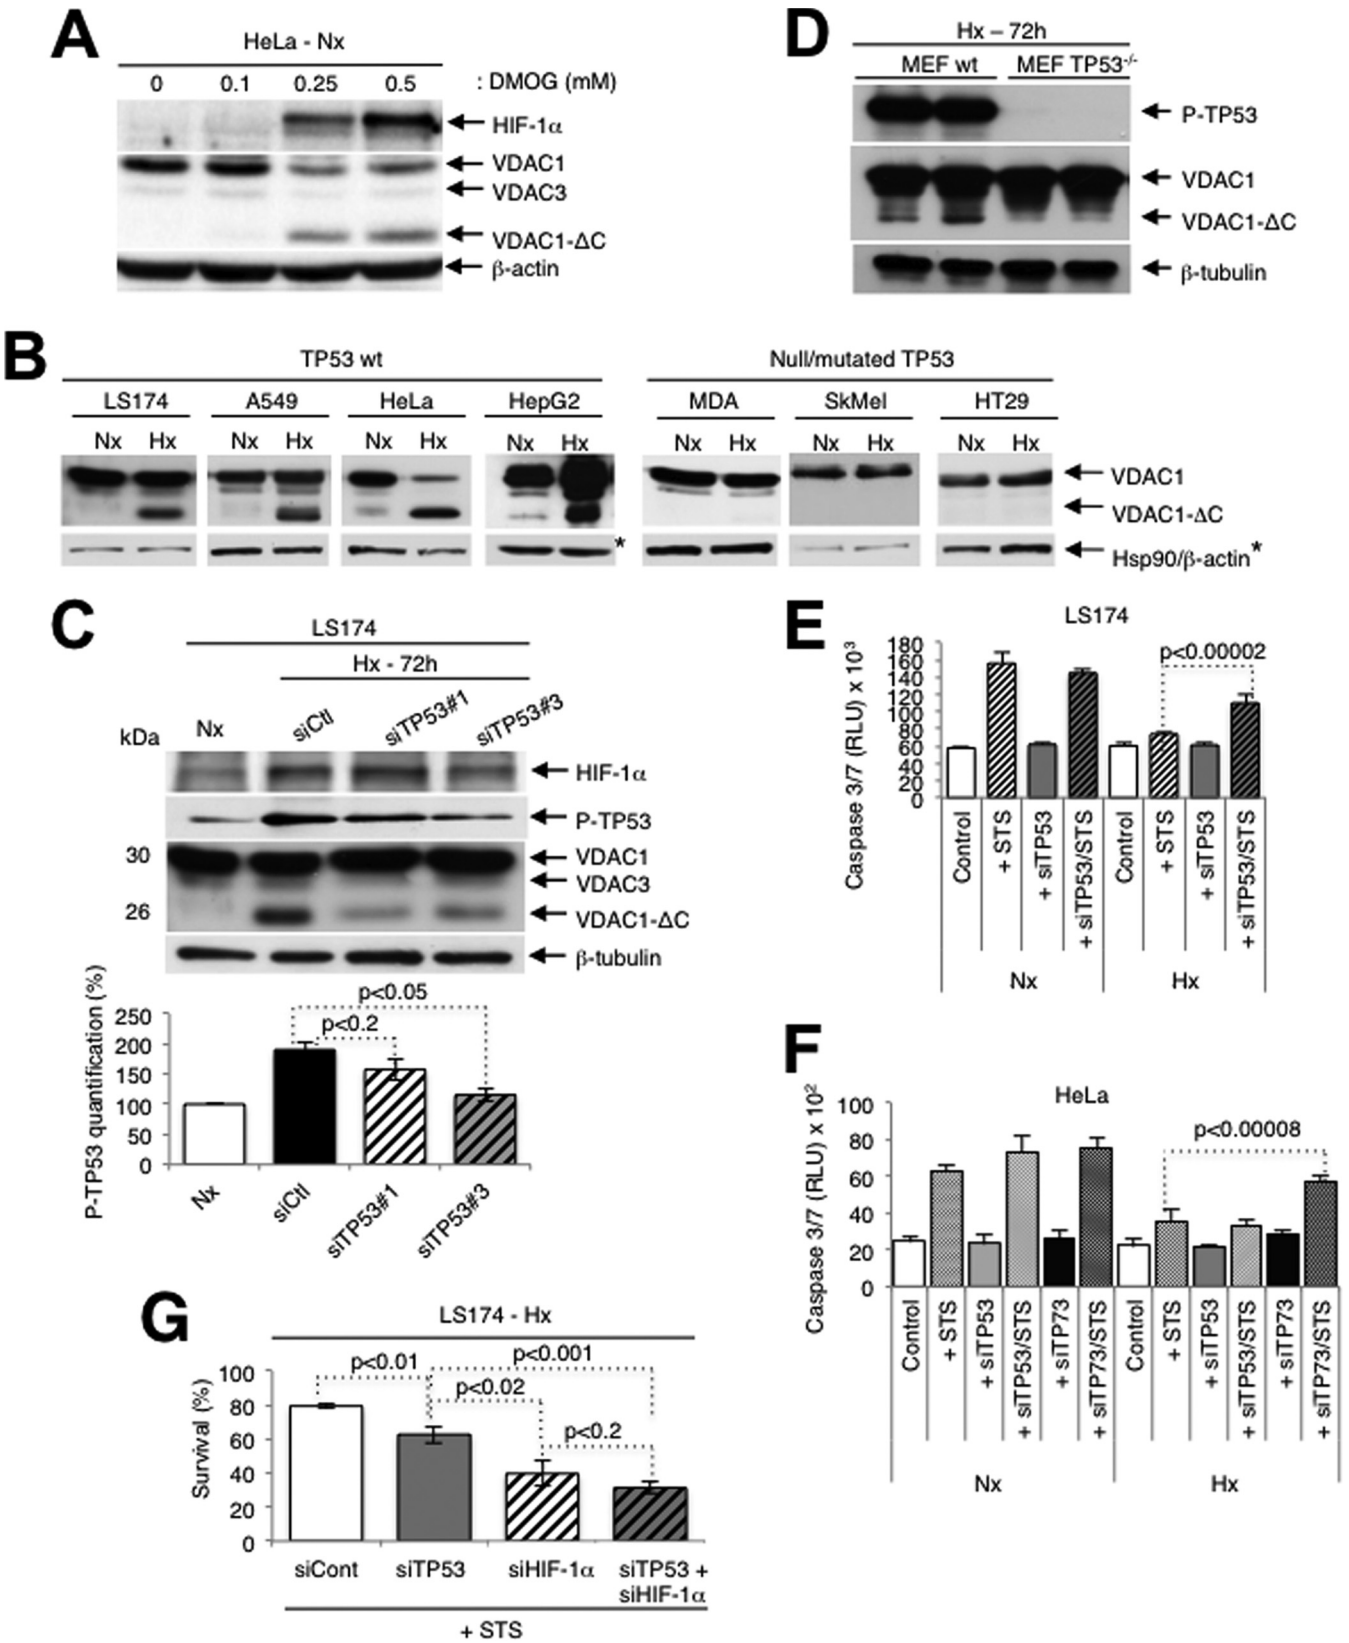 A
HeLa - Nx
0 0.1 0.25 0.5 : DMOG (mM)
HIF-1α
VDAC1
VDAC3
VDAC1-ΔC
β-actin
D
Hx – 72h
MEF wt MEF TP53-/-
P-TP53
VDAC1
VDAC1-ΔC
β-tubulin
B
TP53 wt Null/mutated TP53
LS174 A549 HeLa HepG2 MDA SkMel HT29
Nx Hx Nx Hx Nx Hx Nx Hx Nx Hx Nx Hx Nx Hx
VDAC1
VDAC1-ΔC
*
Hsp90/β-actin*
C
LS174
Hx - 72h
kDa Nx siCtl siTP53#1 siTP53#3
HIF-1α
P-TP53
30 VDAC1
VDAC3
26 VDAC1-ΔC
β-tubulin
P-TP53 quantification (%)
p<0.05
p<0.2
250
200
150
100
50
0
Nx siCtl siTP53#1 siTP53#3
E
LS174
Caspase 3/7 (RLU) x 10³
p<0.00002
180
160
140
120
100
80
60
40
20
0
Control + STS + siTP53 + siTP53/STS Control + STS + siTP53 + siTP53/STS
Nx Hx
F
HeLa
Caspase 3/7 (RLU) x 10²
p<0.00008
100
80
60
40
20
0
Control + STS + siTP53 + siTP53/STS + siTP73 + siTP73/STS Control + STS + siTP53 + siTP53/STS + siTP73 + siTP73/STS
Nx Hx
G
LS174 - Hx
Survival (%)
p<0.01 p<0.001
p<0.02
p<0.2
100
80
60
40
20
0
siCont siTP53 siHIF-1α siTP53 +
siHIF-1α
+ STS